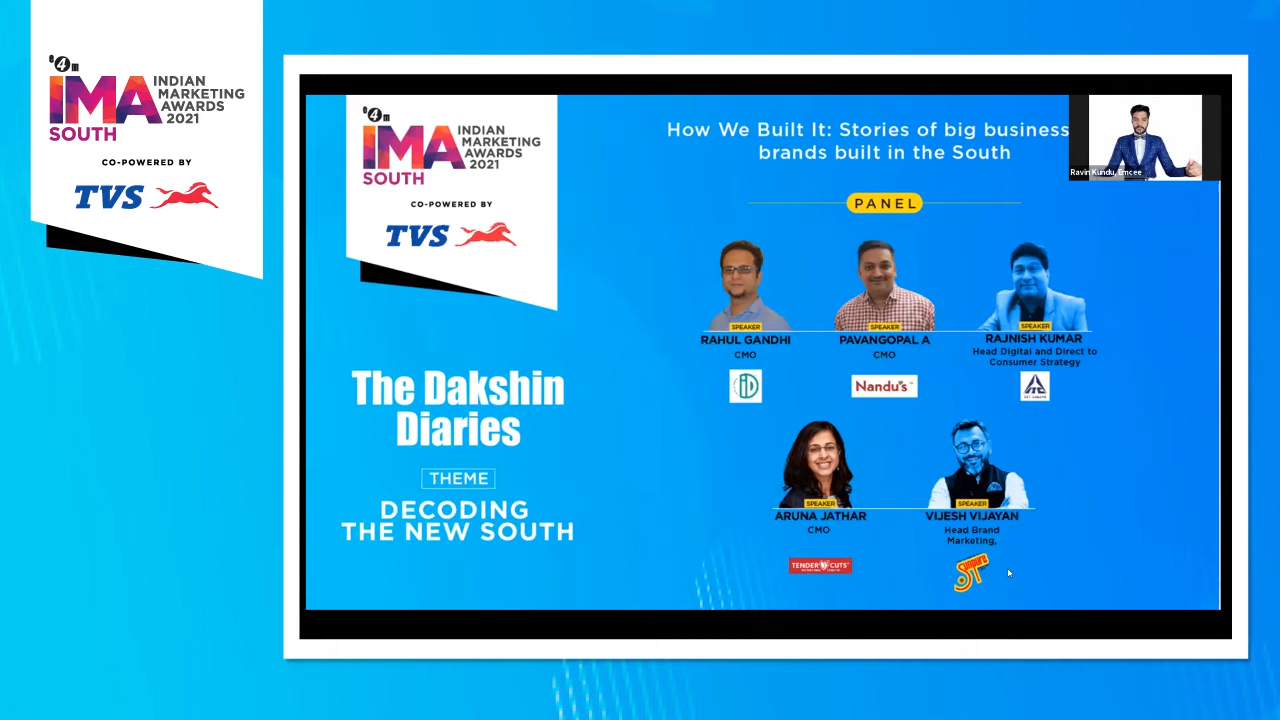 e4m
IMA
INDIAN
MARKETING
AWARDS
2021
SOUTH
CO-POWERED BY
TVS
e4m
IMA
INDIAN
MARKETING
AWARDS
2021
SOUTH
CO-POWERED BY
TVS
The Dakshin
Diaries
THEME
DECODING
THE NEW SOUTH
How We Built It: Stories of big business
brands built in the South
Ravin Kundu, Emcee
PANEL
SPEAKER
RAHUL GANDHI
CMO
iD
SPEAKER
PAVANGOPAL A
CMO
Nandu's
SPEAKER
RAJNISH KUMAR
Head Digital and Direct to
Consumer Strategy
SPEAKER
ARUNA JATHAR
CMO
TENDER CUTS
SPEAKER
VIJESH VIJAYAN
Head Brand
Marketing,